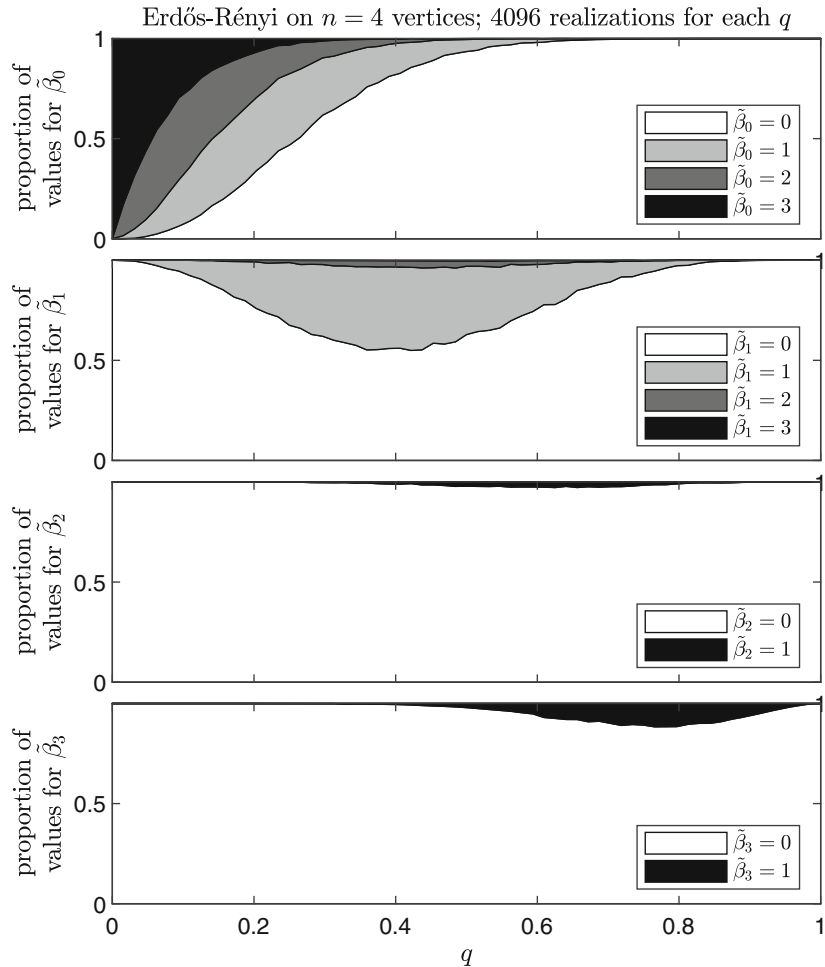 Erdős-Rényi on n = 4 vertices; 4096 realizations for each q
proportion of
values for β̃₀
1
0.5
0
β̃₀ = 0
β̃₀ = 1
β̃₀ = 2
β̃₀ = 3
proportion of
values for β̃₁
1
0.5
0
β̃₁ = 0
β̃₁ = 1
β̃₁ = 2
β̃₁ = 3
proportion of
values for β̃₂
1
0.5
0
β̃₂ = 0
β̃₂ = 1
proportion of
values for β̃₃
1
0.5
0
β̃₃ = 0
β̃₃ = 1
0 0.2 0.4 0.6 0.8 1
q